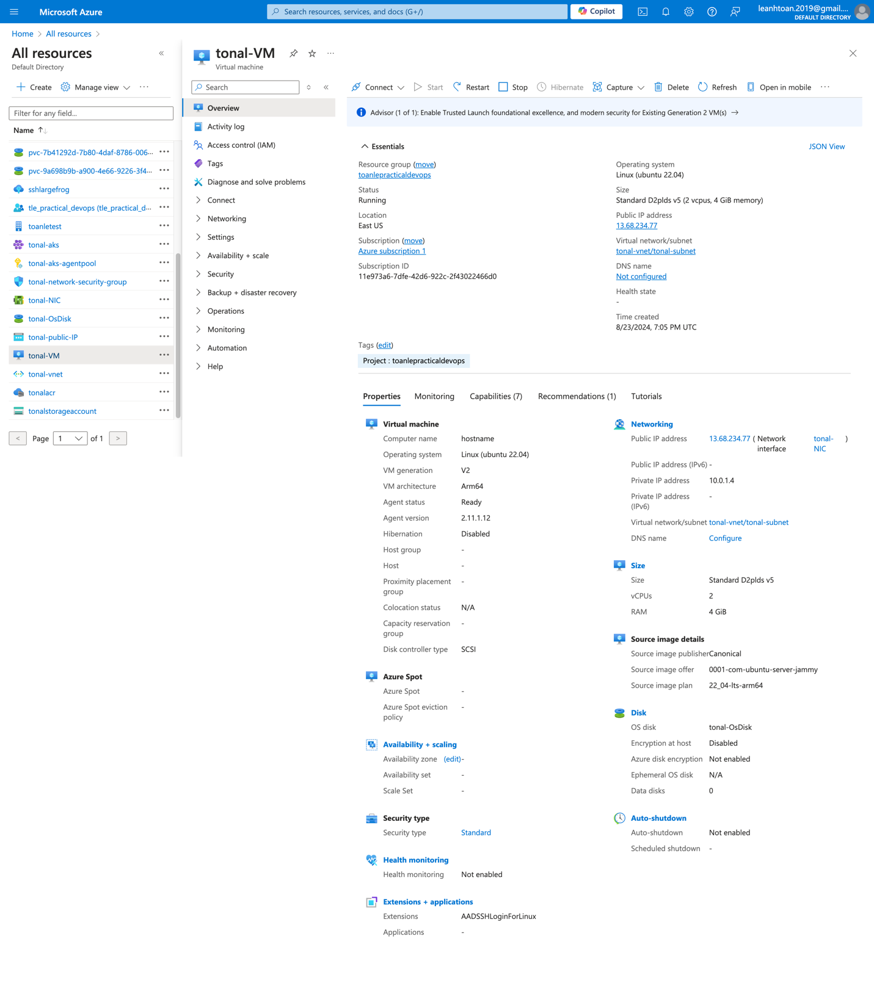 Microsoft Azure
Search resources, services, and docs (G+/)
Copilot
leanhtoan.2019@gmail....
DEFAULT DIRECTORY
Home > All resources >
All resources
Default Directory
Create
Manage view
Filter for any field...
Name
pvc-7b41292d-7b80-4daf-8786-006...
pvc-9a698b9b-a900-4e66-9226-3f4...
sshlargefrog
tle_practical_devops (tle_practical_d...
toanletest
tonal-aks
tonal-aks-agentpool
tonal-network-security-group
tonal-NIC
tonal-OsDisk
tonal-public-IP
tonal-VM
tonal-vnet
tonalacr
tonalstorageaccount
< Page 1 of 1 >
tonal-VM
Virtual machine
Search
Overview
Activity log
Access control (IAM)
Tags
Diagnose and solve problems
Connect
Networking
Settings
Availability + scale
Security
Backup + disaster recovery
Operations
Monitoring
Automation
Help
Connect
Start
Restart
Stop
Hibernate
Capture
Delete
Refresh
Open in mobile
Advisor (1 of 1): Enable Trusted Launch foundational excellence, and modern security for Existing Generation 2 VM(s)
Essentials
JSON View
Resource group (move)
toanlepracticaldevops
Status
Running
Location
East US
Subscription (move)
Azure subscription 1
Subscription ID
11e973a6-7dfe-42d6-922c-2f43022466d0
Operating system
Linux (ubuntu 22.04)
Size
Standard D2plds v5 (2 vcpus, 4 GiB memory)
Public IP address
13.68.234.77
Virtual network/subnet
tonal-vnet/tonal-subnet
DNS name
Not configured
Health state
-
Time created
8/23/2024, 7:05 PM UTC
Tags (edit)
Project : toanlepracticaldevops
Properties
Monitoring
Capabilities (7)
Recommendations (1)
Tutorials
Virtual machine
Computer name hostname
Operating system Linux (ubuntu 22.04)
VM generation V2
VM architecture Arm64
Agent status Ready
Agent version 2.11.1.12
Hibernation Disabled
Host group -
Host -
Proximity placement -
group
Colocation status N/A
Capacity reservation -
group
Disk controller type SCSI
Azure Spot
Azure Spot -
Azure Spot eviction -
policy
Availability + scaling
Availability zone (edit) -
Availability set -
Scale Set -
Security type
Security type Standard
Health monitoring
Health monitoring Not enabled
Extensions + applications
Extensions AADSSHLoginForLinux
Applications -
Networking
Public IP address 13.68.234.77 ( Network tonal- )
interface NIC
Public IP address (IPv6) -
Private IP address 10.0.1.4
Private IP address -
(IPv6)
Virtual network/subnet tonal-vnet/tonal-subnet
DNS name Configure
Size
Size Standard D2plds v5
vCPUs 2
RAM 4 GiB
Source image details
Source image publisher Canonical
Source image offer 0001-com-ubuntu-server-jammy
Source image plan 22_04-lts-arm64
Disk
OS disk tonal-OsDisk
Encryption at host Disabled
Azure disk encryption Not enabled
Ephemeral OS disk N/A
Data disks 0
Auto-shutdown
Auto-shutdown Not enabled
Scheduled shutdown -